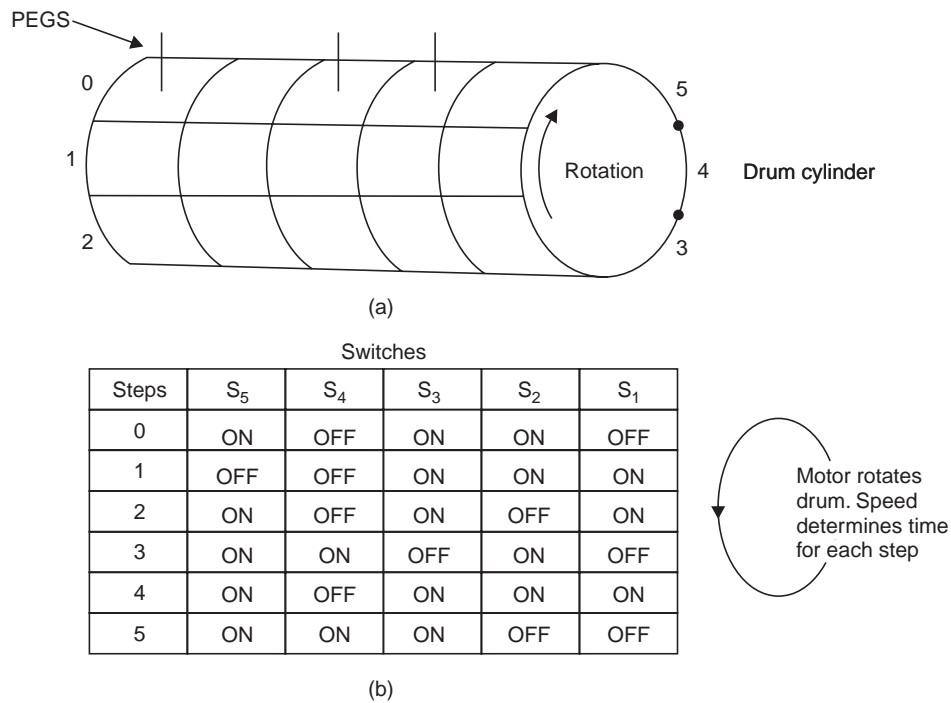 PEGS
0
5
1
Rotation
4
Drum cylinder
2
3
(a)
Switches
Steps S5 S4 S3 S2 S1
0 ON OFF ON ON OFF
1 OFF OFF ON ON ON
2 ON OFF ON OFF ON
3 ON ON OFF ON OFF
4 ON OFF ON ON ON
5 ON ON ON OFF OFF
Motor rotates
drum. Speed
determines time
for each step
(b)